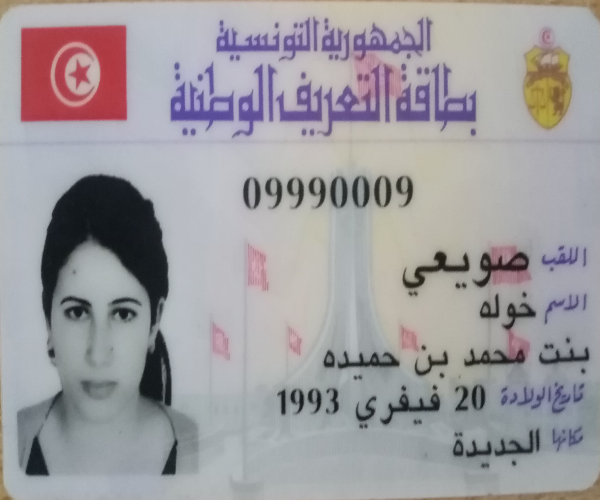 الجمهورية التونسية
بطاقة التعريف الوطنية
09990009
اللقب صويعي
الاسم خوله
بنت محمد بن حميده
تاريخ الولادة 20 فيفري 1993
مكانها الجديدة